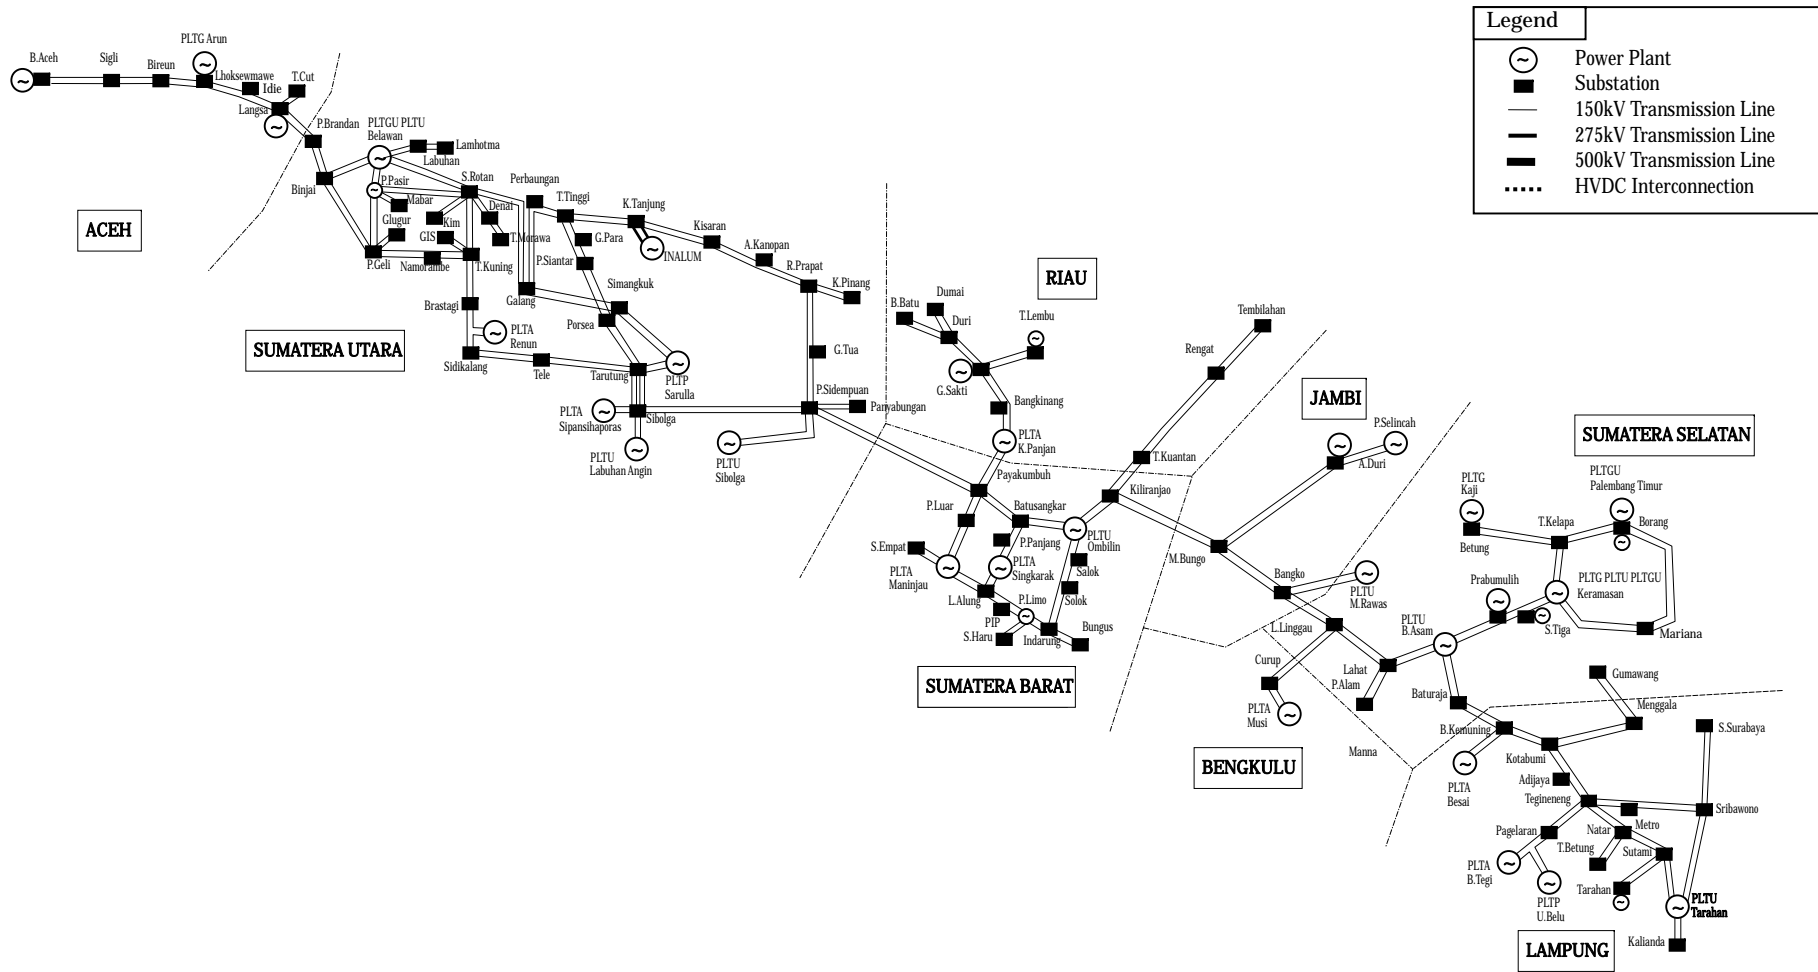 Legend
Power Plant
Substation
150kV Transmission Line
275kV Transmission Line
500kV Transmission Line
HVDC Interconnection
B.Aceh
Sigli
Bireun
PLTG Arun
Lhoksewmawe
Idie
T.Cut
Langsa
P.Brandan
PLTGU PLTU
Belawan
Labuhan
Lamhotma
Binjai
P.Pasir
Mabar
Glugur
S.Rotan
Kim
GIS
Denai
T.Morawa
P.Geli
Namorambe
T.Kuning
Perbaungan
T.Tinggi
G.Para
P.Siantar
K.Tanjung
INALUM
Kisaran
A.Kanopan
R.Prapat
K.Pinang
Galang
Simangkuk
Porsea
Brastagi
PLTA
Renun
Sidikalang
Tele
Tarutung
PLTP
Sarulla
G.Tua
P.Sidempuan
Panyabungan
PLTA
Sipansihaporas
Sibolga
PLTU
Labuhan Angin
PLTU
Sibolga
ACEH
SUMATERA UTARA
RIAU
B.Batu
Dumai
Duri
T.Lembu
G.Sakti
Bangkinang
PLTA
K.Panjan
Payakumbuh
P.Luar
Batusangkar
S.Empat
PLTA
Maninjau
P.Panjang
PLTA
Singkarak
L.Alung
P.Limo
PIP
S.Haru
Indarung
Bungus
Salok
Solok
PLTU
Ombilin
Kiliranjao
T.Kuantan
Rengat
Tembilahan
SUMATERA BARAT
JAMBI
P.Selincah
A.Duri
M.Bungo
Bangko
PLTU
M.Rawas
L.Linggau
Curup
PLTA
Musi
Lahat
P.Alam
Manna
BENGKULU
SUMATERA SELATAN
PLTG
Kaji
Betung
T.Kelapa
PLTGU
Palembang Timur
Borang
PLTG PLTU PLTGU
Keramasan
Prabumulih
S.Tiga
Mariana
PLTU
B.Asam
Baturaja
B.Kemuning
PLTA
Besai
Kotabumi
Gumawang
Menggala
S.Surabaya
Adijaya
Tegineneng
Sribawono
Metro
Pagelaran
Natar
T.Betung
Sutami
PLTA
B.Tegi
PLTP
U.Belu
Tarahan
PLTU
Tarahan
Kalianda
LAMPUNG